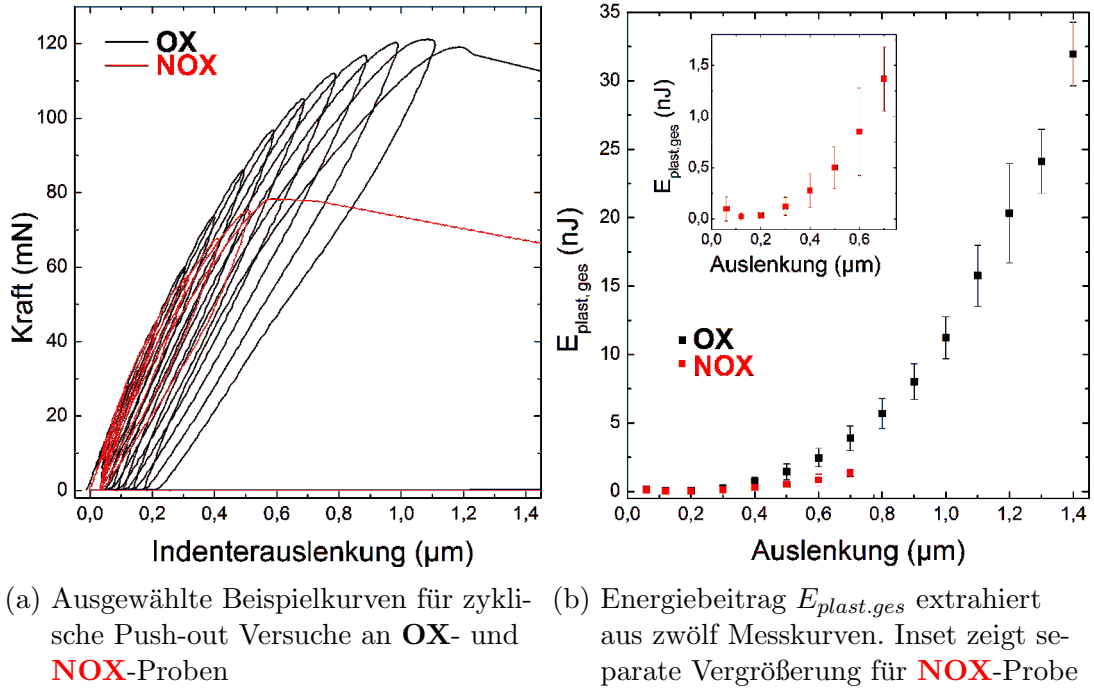 OX
NOX
Kraft (mN)
120
100
80
60
40
20
0
0,0 0,2 0,4 0,6 0,8 1,0 1,2 1,4
Indenterauslenkung (µm)
E plast,ges (nJ)
35
30
25
20
15
10
5
0
E plast,ges (nJ)
1,5
1,0
0,5
0,0
0,0 0,2 0,4 0,6
Auslenkung (µm)
OX
NOX
0,0 0,2 0,4 0,6 0,8 1,0 1,2 1,4
Auslenkung (µm)
(a) Ausgewählte Beispielkurven für zykli-
sche Push-out Versuche an OX- und
NOX-Proben
(b) Energiebeitrag E plast.ges extrahiert
aus zwölf Messkurven. Inset zeigt se-
parate Vergrößerung für NOX-Probe